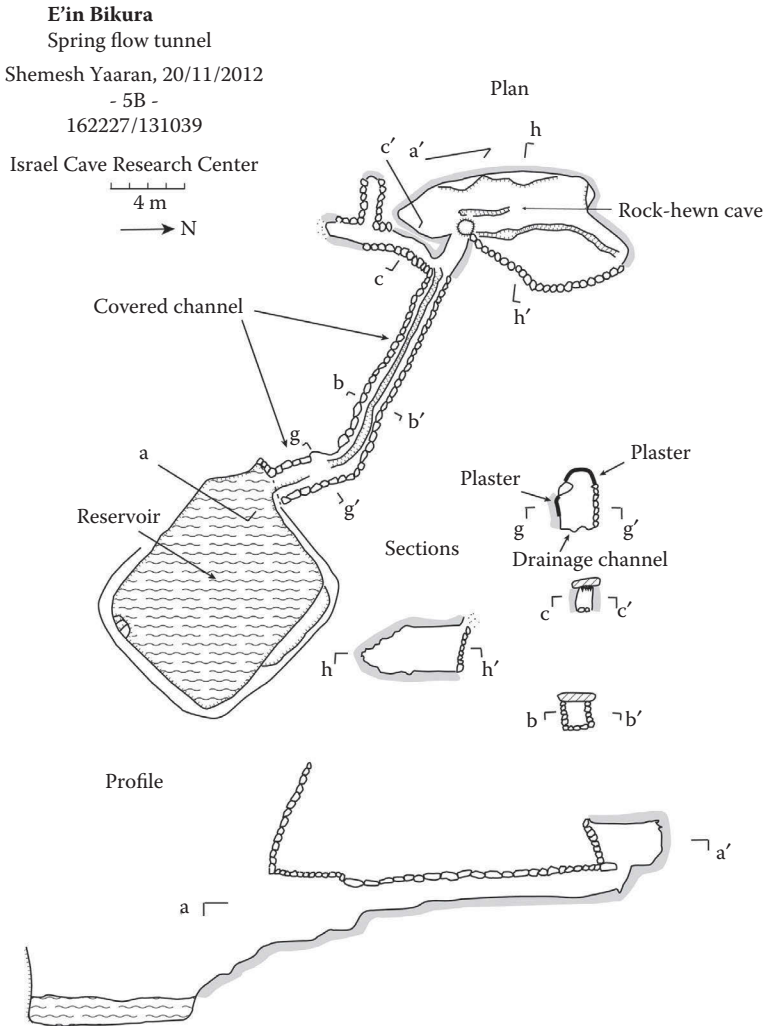 E'in Bikura
Spring flow tunnel
Shemesh Yaaran, 20/11/2012
- 5B -
162227/131039
Israel Cave Research Center
4 m
N
Plan
c′
a′
h
Rock-hewn cave
c
h′
Covered channel
b
b′
g
a
g′
Reservoir
Plaster
Plaster
g
g′
Sections
Drainage channel
c
c′
h
h′
b
b′
Profile
a′
a